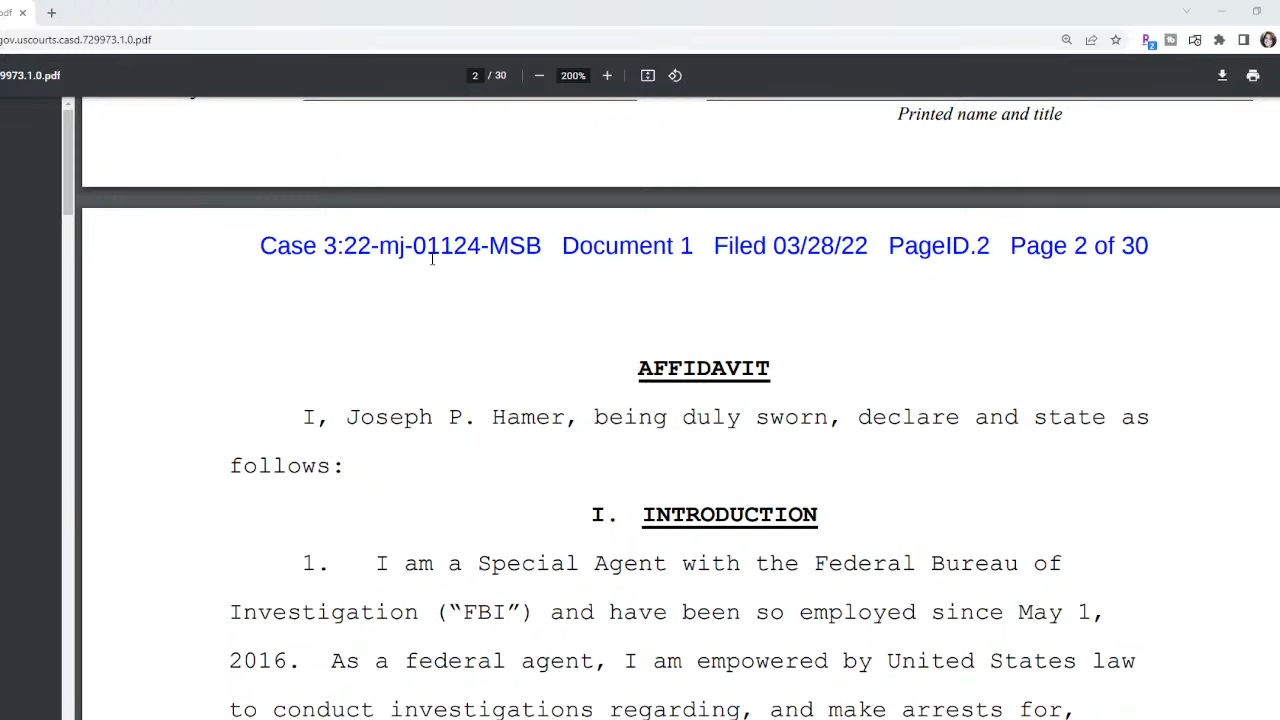 pdf
gov.uscourts.casd.729973.1.0.pdf
2
9973.1.0.pdf
2 / 30
200%
Printed name and title
Case 3:22-mj-01124-MSB Document 1 Filed 03/28/22 PageID.2 Page 2 of 30
AFFIDAVIT
I, Joseph P. Hamer, being duly sworn, declare and state as
follows:
I. INTRODUCTION
1. I am a Special Agent with the Federal Bureau of
Investigation (“FBI”) and have been so employed since May 1,
2016. As a federal agent, I am empowered by United States law
to conduct investigations regarding, and make arrests for,